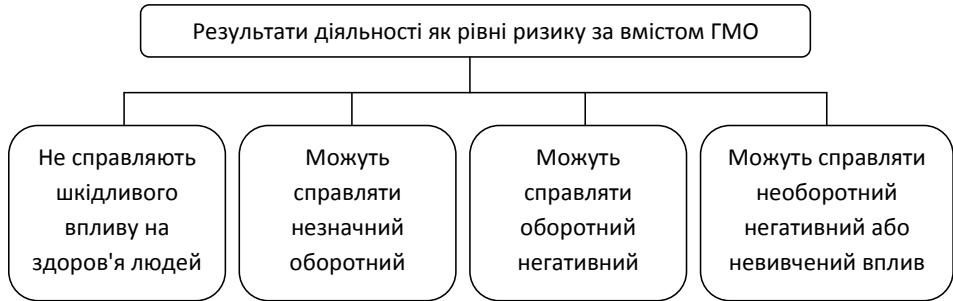 Результати діяльності як рівні ризику за вмістом ГМО
Не справляють
шкідливого
впливу на
здоров'я людей
Можуть
справляти
незначний
оборотний
Можуть
справляти
оборотний
негативний
Можуть справляти
необоротний
негативний або
невивчений вплив